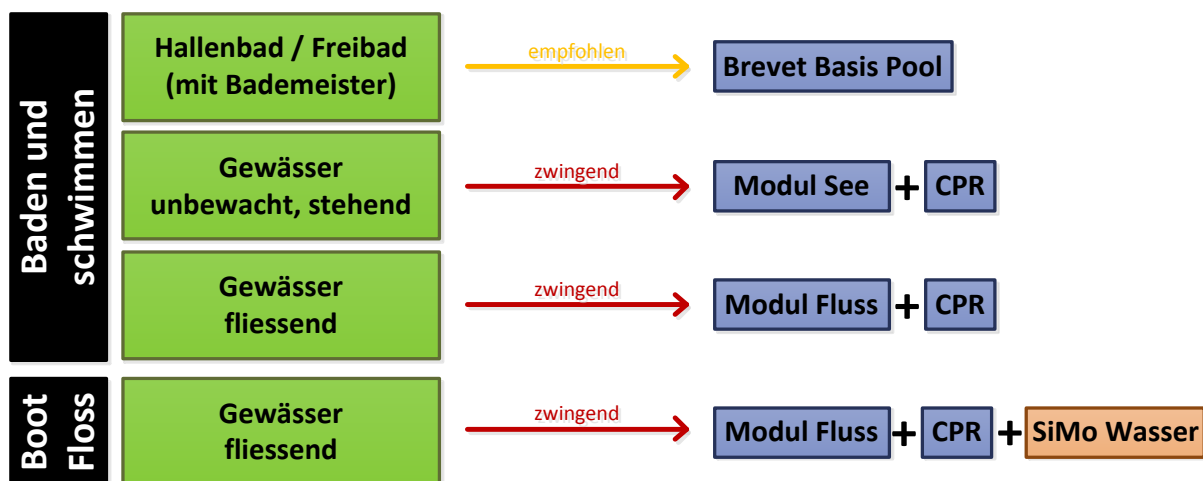 Baden und
schwimmen
Hallenbad / Freibad
(mit Bademeister)
empfohlen
Brevet Basis Pool
Gewässer
unbewacht, stehend
zwingend
Modul See + CPR
Gewässer
fliessend
zwingend
Modul Fluss + CPR
Boot
Floss
Gewässer
fliessend
zwingend
Modul Fluss + CPR + SiMo Wasser